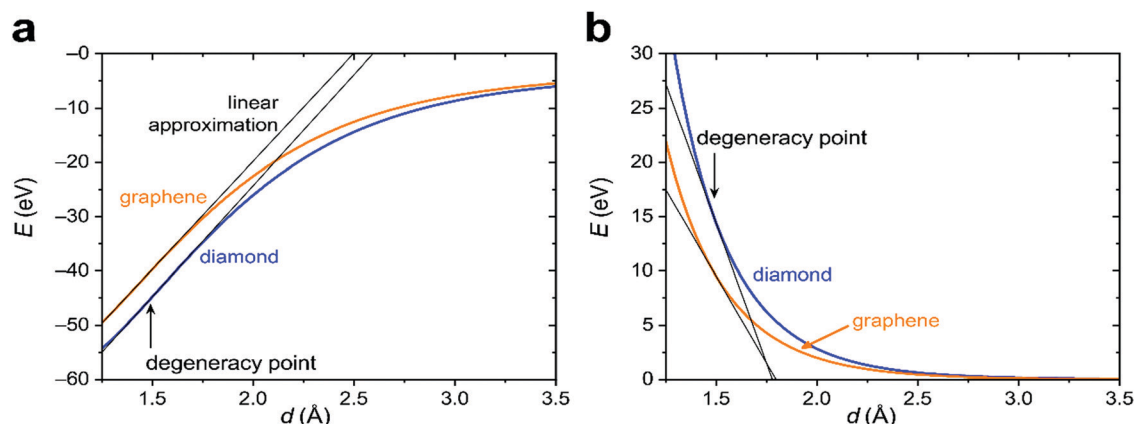 a
–0
–10
–20
–30
–40
–50
–60
E (eV)
linear
approximation
graphene
diamond
degeneracy point
1.5 2.0 2.5 3.0 3.5
d (Å)
b
30
25
20
15
10
5
0
E (eV)
degeneracy point
diamond
graphene
1.5 2.0 2.5 3.0 3.5
d (Å)